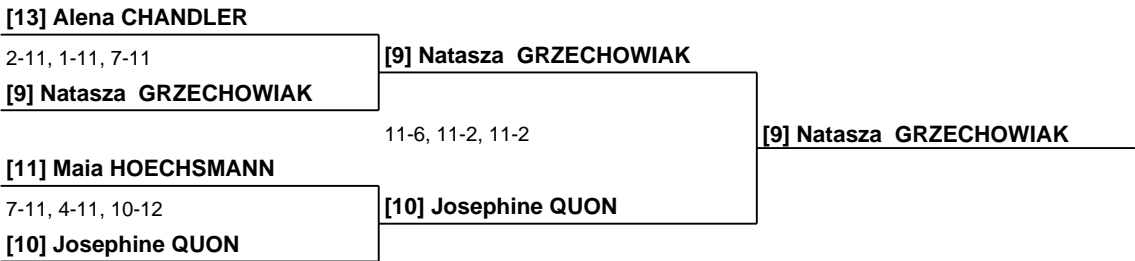 [13] Alena CHANDLER
2-11, 1-11, 7-11
[9] Natasza  GRZECHOWIAK
[9] Natasza  GRZECHOWIAK
11-6, 11-2, 11-2
[9] Natasza  GRZECHOWIAK
[11] Maia HOECHSMANN
7-11, 4-11, 10-12
[10] Josephine QUON
[10] Josephine QUON